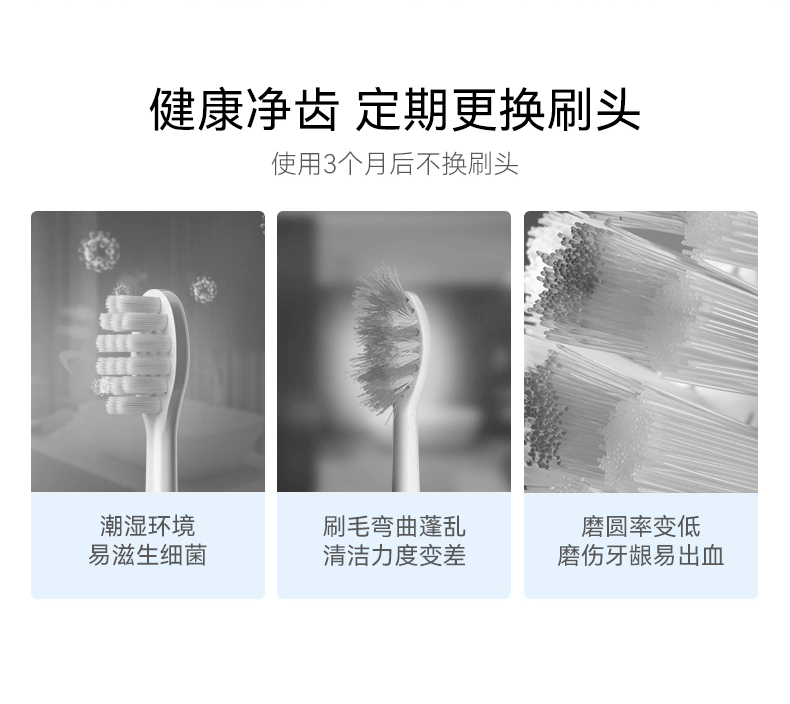 健康净齿 定期更换刷头
使用3个月后不换刷头
潮湿环境
易滋生细菌
刷毛弯曲蓬乱
清洁力度变差
磨圆率变低
磨伤牙龈易出血